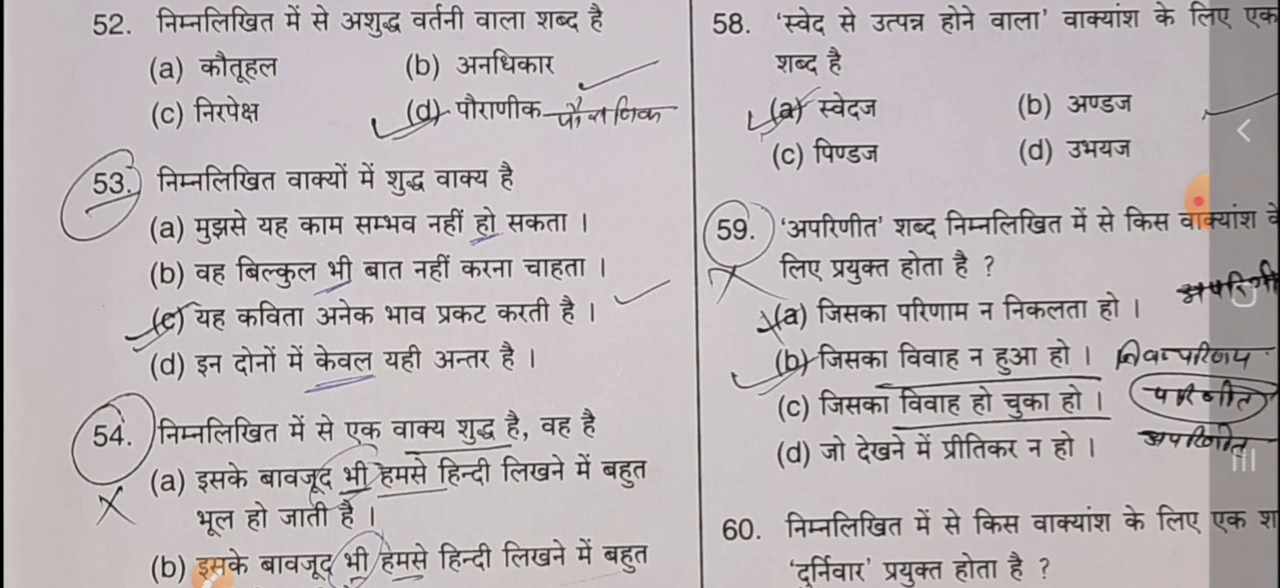 52. निम्नलिखित में से अशुद्ध वर्तनी वाला शब्द है
(a) कौतूहल (b) अनधिकार
(c) निरपेक्ष (d) पौराणीक पौराणिक
53. निम्नलिखित वाक्यों में शुद्ध वाक्य है
(a) मुझसे यह काम सम्भव नहीं हो सकता ।
(b) वह बिल्कुल भी बात नहीं करना चाहता ।
(c) यह कविता अनेक भाव प्रकट करती है ।
(d) इन दोनों में केवल यही अन्तर है ।
54. निम्नलिखित में से एक वाक्य शुद्ध है, वह है
(a) इसके बावजूद भी हमसे हिन्दी लिखने में बहुत
भूल हो जाती है ।
(b) इसके बावजूद भी हमसे हिन्दी लिखने में बहुत
58. 'स्वेद से उत्पन्न होने वाला' वाक्यांश के लिए एक
शब्द है
(a) स्वेदज (b) अण्डज
(c) पिण्डज (d) उभयज
59. 'अपरिणीत' शब्द निम्नलिखित में से किस वाक्यांश के
लिए प्रयुक्त होता है ?
(a) जिसका परिणाम न निकलता हो ।
(b) जिसका विवाह न हुआ हो ।
(c) जिसका विवाह हो चुका हो । परिणीत
(d) जो देखने में प्रीतिकर न हो । अपरिणीत
60. निम्नलिखित में से किस वाक्यांश के लिए एक
'दुर्निवार' प्रयुक्त होता है ?